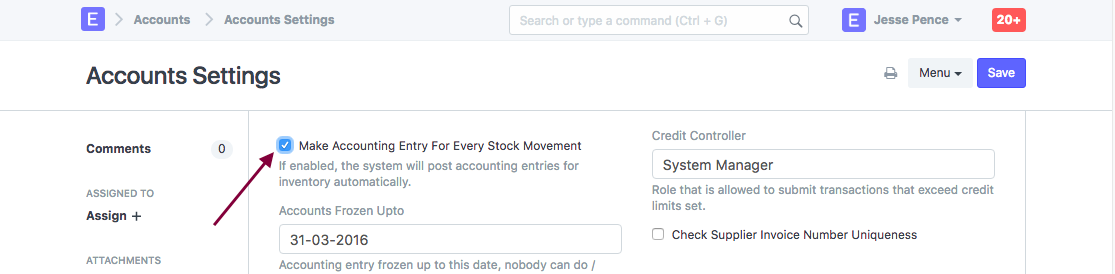 E Accounts Accounts Settings Search or type a command (Ctrl + G) E Jesse Pence 20+
Accounts Settings Menu Save
Comments 0
ASSIGNED TO
Assign +
ATTACHMENTS
Make Accounting Entry For Every Stock Movement
If enabled, the system will post accounting entries for
inventory automatically.
Accounts Frozen Upto
31-03-2016
Accounting entry frozen up to this date, nobody can do /
Credit Controller
System Manager
Role that is allowed to submit transactions that exceed credit
limits set.
Check Supplier Invoice Number Uniqueness